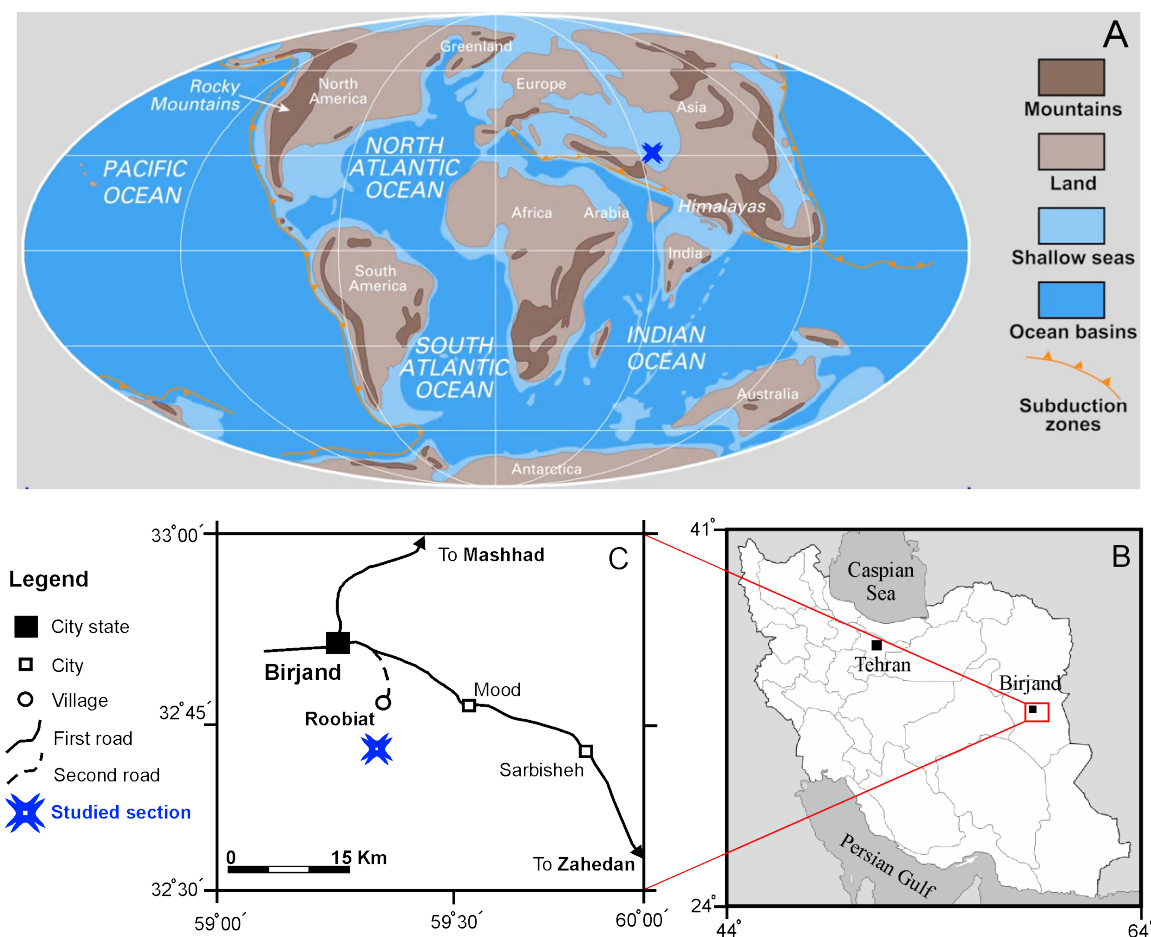 A
Greenland
Rocky
Mountains
North
America
Europe
Asia
Mountains
PACIFIC
OCEAN
NORTH
ATLANTIC
OCEAN
Land
Africa
Arabia
Himalayas
India
Shallow seas
South
America
SOUTH
ATLANTIC
OCEAN
INDIAN
OCEAN
Ocean basins
Australia
Subduction
zones
Antarctica
Legend
City state
City
Village
First road
Second road
Studied section
33°00′
32°45′
32°30′
C
To Mashhad
Birjand
Mood
Roobiat
Sarbisheh
To Zahedan
0 15 Km
59°00′
59°30′
60°00′
41°
24°
B
Caspian
Sea
Tehran
Birjand
Persian Gulf
44°
64°